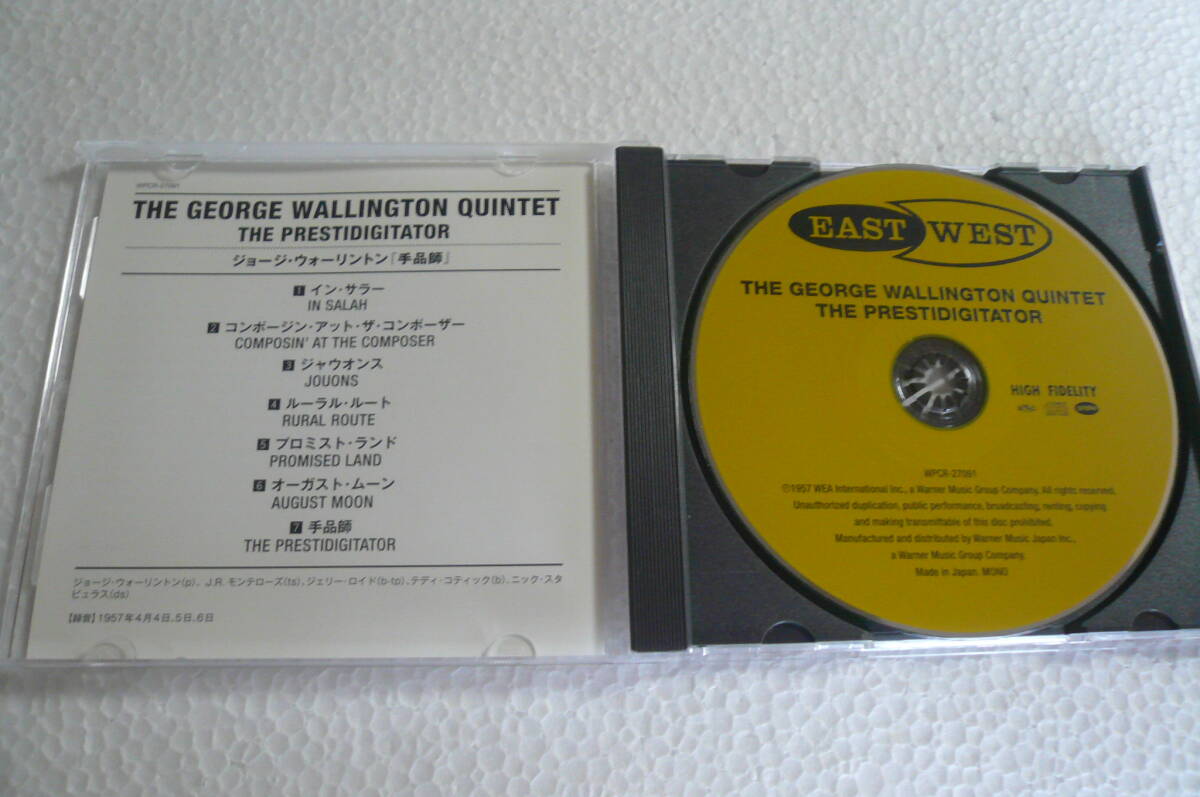 WPCR-27091
THE GEORGE WALLINGTON QUINTET
THE PRESTIDIGITATOR
ジョージ・ウォーリントン「手品師」
1 イン・サラー
IN SALAH
2 コンポージン・アット・ザ・コンポーザー
COMPOSIN' AT THE COMPOSER
3 ジャウオンス
JOUONS
4 ルーラル・ルート
RURAL ROUTE
5 プロミスト・ランド
PROMISED LAND
6 オーガスト・ムーン
AUGUST MOON
7 手品師
THE PRESTIDIGITATOR
ジョージ・ウォーリントン(p)、J.R.モンテローズ(ts)、ジェリー・ロイド(b-tp)、テディ・コティック(b)、ニック・スタ
ビュラス(ds)
【録音】1957年4月4日、5日、6日
EAST WEST
THE GEORGE WALLINGTON QUINTET
THE PRESTIDIGITATOR
HIGH FIDELITY
WPCR-27091
℗1957 WEA International Inc., a Warner Music Group Company. All rights reserved.
Unauthorized duplication, public performance, broadcasting, renting, copying
and making transmittable of this disc prohibited.
Manufactured and distributed by Warner Music Japan Inc.,
a Warner Music Group Company.
Made in Japan. MONO